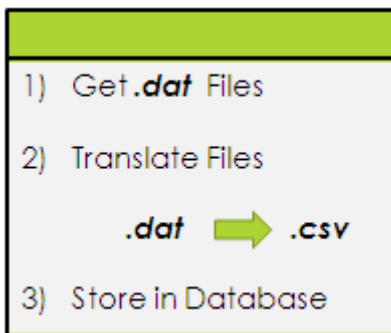 1) Get .dat Files
2) Translate Files
.dat .csv
3) Store in Database